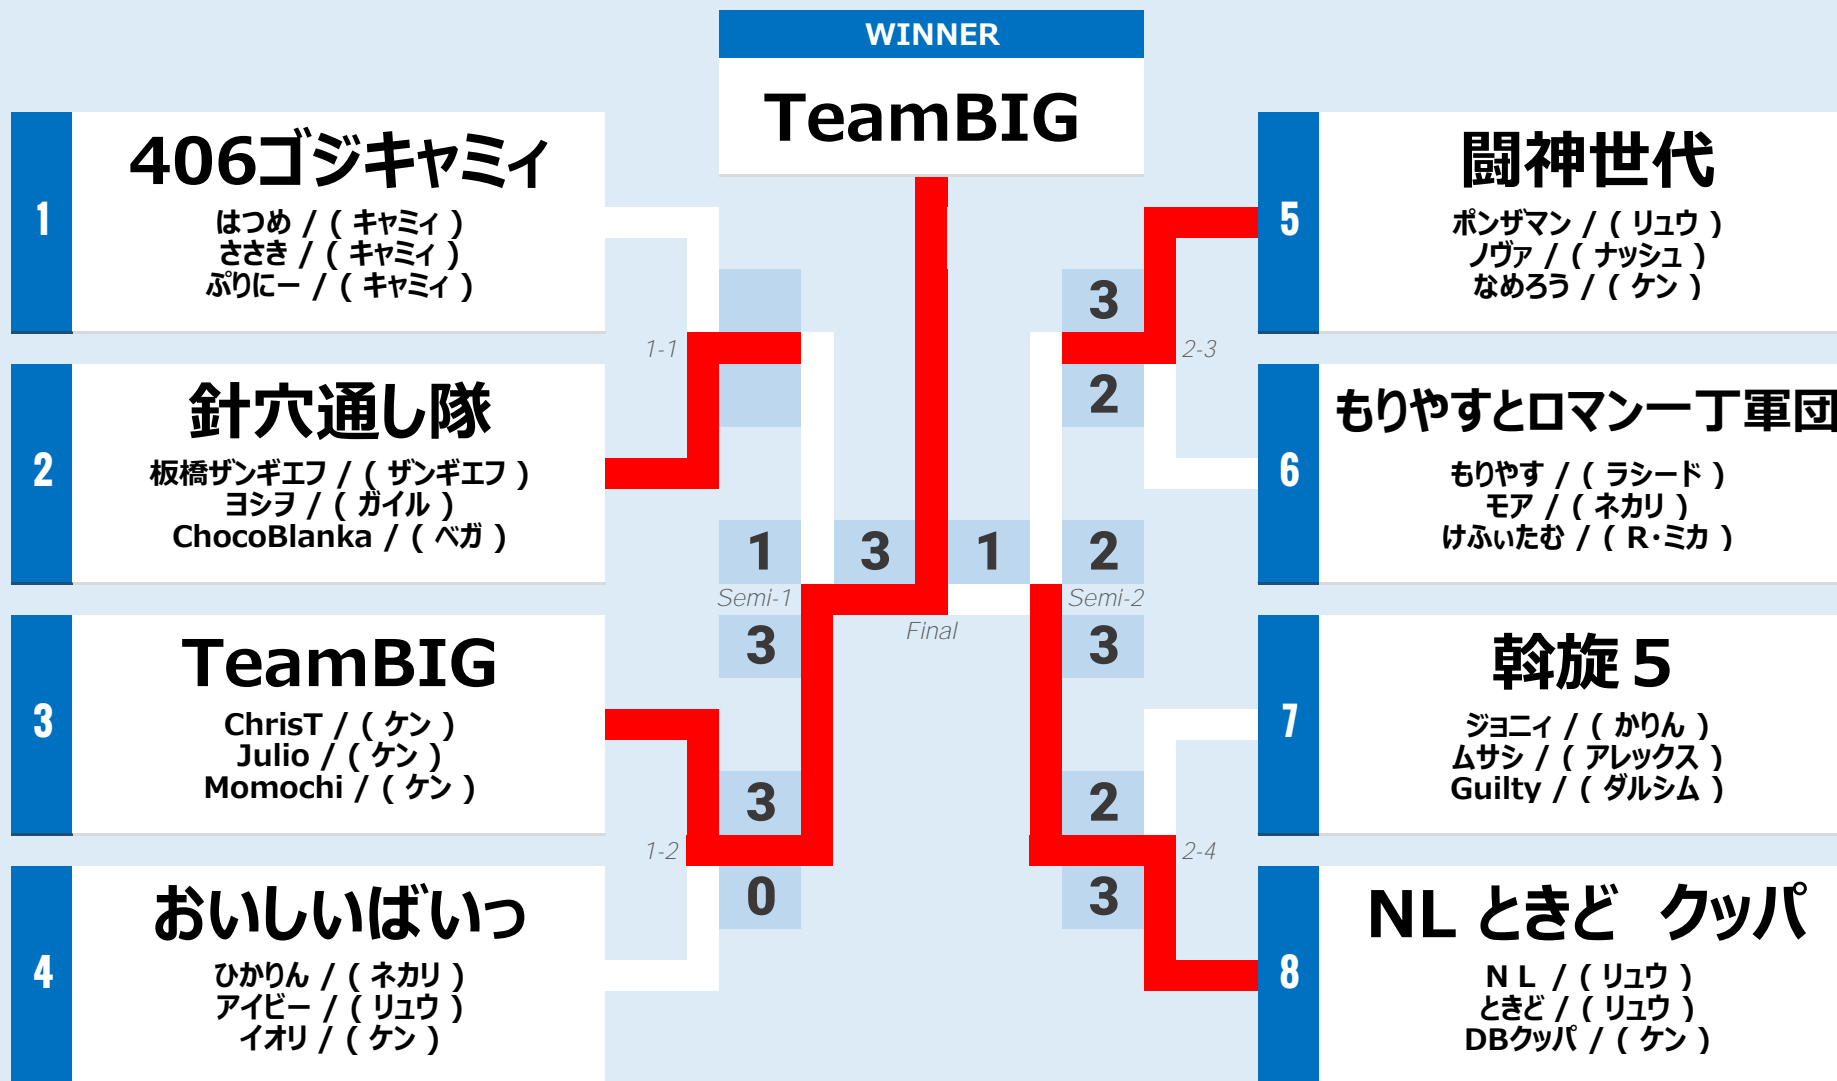 WINNER
TeamBIG
1
406ゴジキャミィ
はつめ / ( キャミィ )
ささき / ( キャミィ )
ぷりにー / ( キャミィ )
2
針穴通し隊
板橋ザンギエフ / ( ザンギエフ )
ヨシヲ / ( ガイル )
ChocoBlanka / ( ベガ )
3
TeamBIG
ChrisT / ( ケン )
Julio / ( ケン )
Momochi / ( ケン )
4
おいしいばいっ
ひかりん / ( ネカリ )
アイビー / ( リュウ )
イオリ / ( ケン )
1-1
1
Semi-1
3
3
1-2
0
3
1
Final
3
2-3
2
2
Semi-2
3
2
2-4
3
5
闘神世代
ポンザマン / ( リュウ )
ノヴァ / ( ナッシュ )
なめろう / ( ケン )
6
もりやすとロマン一丁軍団
もりやす / ( ラシード )
モア / ( ネカリ )
けふぃたむ / ( R・ミカ )
7
斡旋５
ジョニィ / ( かりん )
ムサシ / ( アレックス )
Guilty / ( ダルシム )
8
NL ときど　クッパ
ＮＬ / ( リュウ )
ときど / ( リュウ )
DBクッパ / ( ケン )